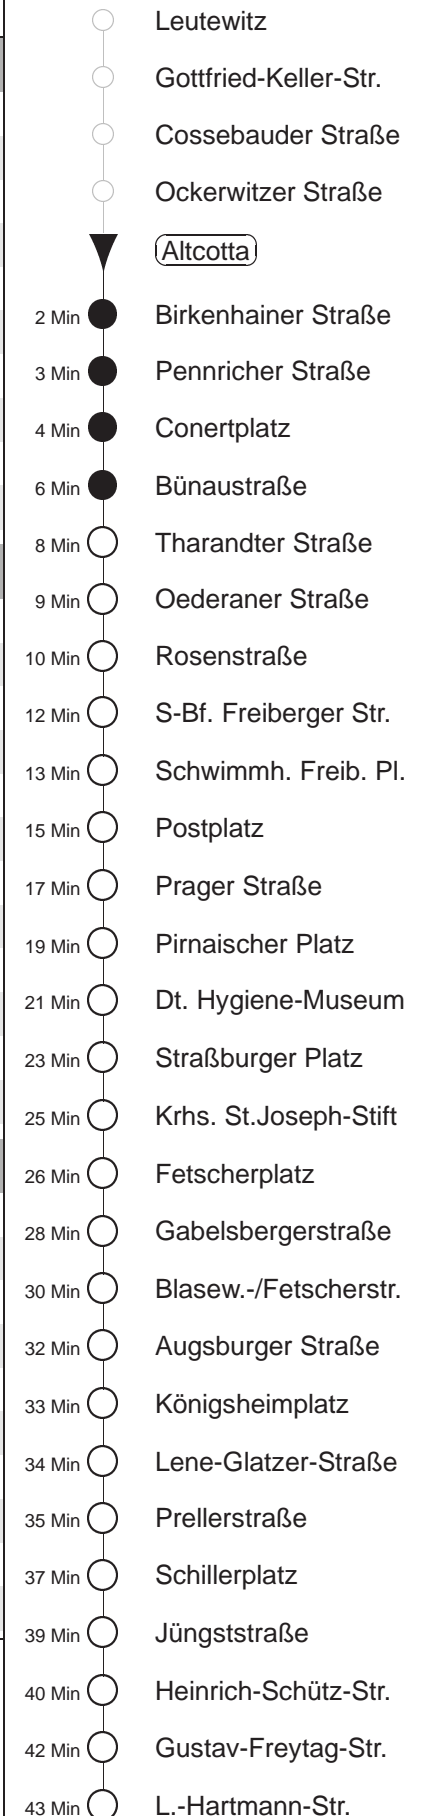 Leutewitz
Gottfried-Keller-Str.
Cossebauder Straße
Ockerwitzer Straße
Altcotta
2 Min Birkenhainer Straße
3 Min Pennricher Straße
4 Min Conertplatz
6 Min Bünaustraße
8 Min Tharandter Straße
9 Min Oederaner Straße
10 Min Rosenstraße
12 Min S-Bf. Freiberger Str.
13 Min Schwimmh. Freib. Pl.
15 Min Postplatz
17 Min Prager Straße
19 Min Pirnaischer Platz
21 Min Dt. Hygiene-Museum
23 Min Straßburger Platz
25 Min Krhs. St.Joseph-Stift
26 Min Fetscherplatz
28 Min Gabelsbergerstraße
30 Min Blasew.-/Fetscherstr.
32 Min Augsburger Straße
33 Min Königsheimplatz
34 Min Lene-Glatzer-Straße
35 Min Prellerstraße
37 Min Schillerplatz
39 Min Jüngststraße
40 Min Heinrich-Schütz-Str.
42 Min Gustav-Freytag-Str.
43 Min L.-Hartmann-Str.